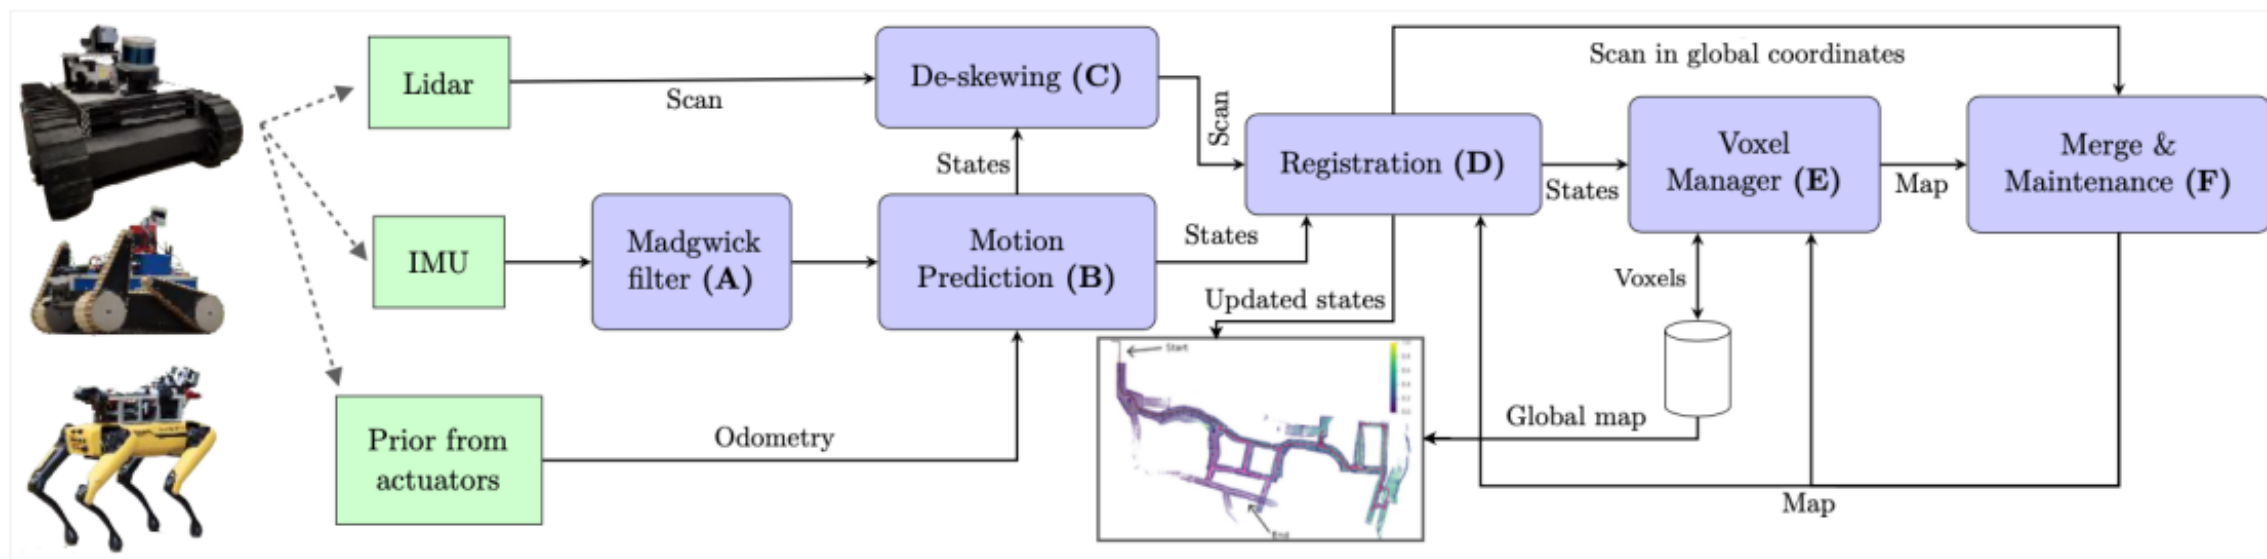 Lidar
Scan
De-skewing (C)
Scan
Scan in global coordinates
States
Registration (D)
States
Voxel
Manager (E)
Map
Merge &
Maintenance (F)
IMU
Madgwick
filter (A)
Motion
Prediction (B)
States
Voxels
Updated states
Start
Prior from
actuators
Odometry
Global map
End
Map